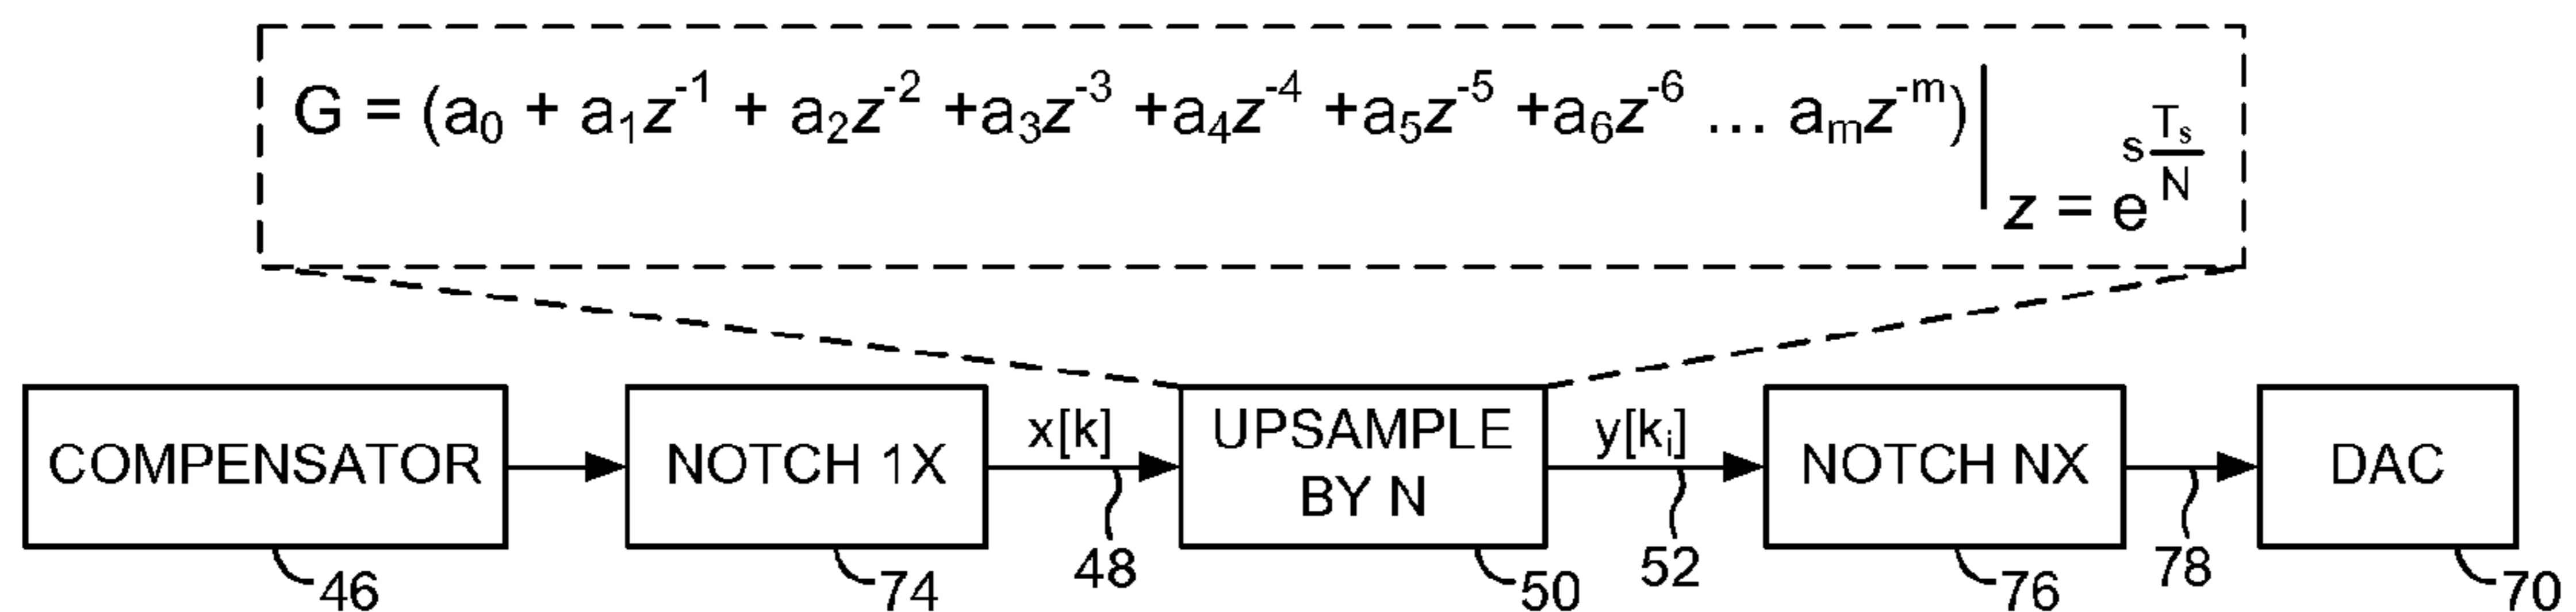 G = (a₀ + a₁z⁻¹ + a₂z⁻² +a₃z⁻³ +a₄z⁻⁴ +a₅z⁻⁵ +a₆z⁻⁶ ... aₘz⁻ᵐ)|
z = e^(s Tₛ/N)
COMPENSATOR
NOTCH 1X
x[k]
UPSAMPLE
BY N
y[kᵢ]
NOTCH NX
DAC
46
74
48
50
52
76
78
70